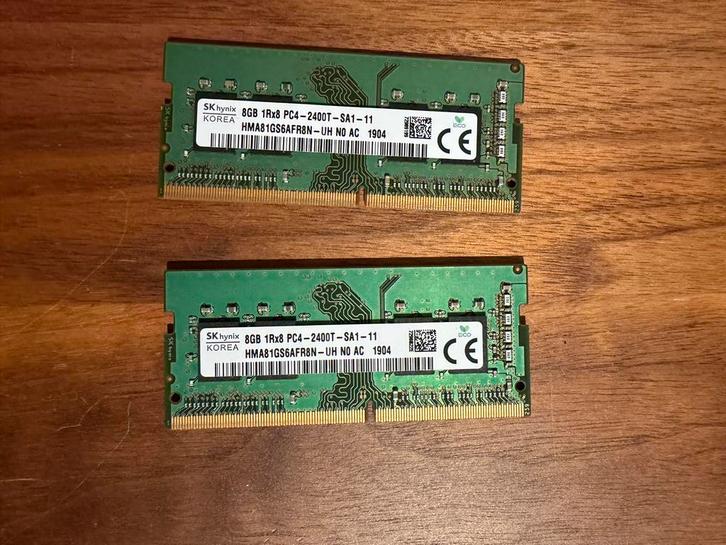 SK hynix
KOREA
8GB 1Rx8 PC4-2400T-SA1-11
HMA81GS6AFR8N-UH N0 AC 1904
DCO
CE
SK hynix
KOREA
8GB 1Rx8 PC4-2400T-SA1-11
HMA81GS6AFR8N-UH N0 AC 1904
CE